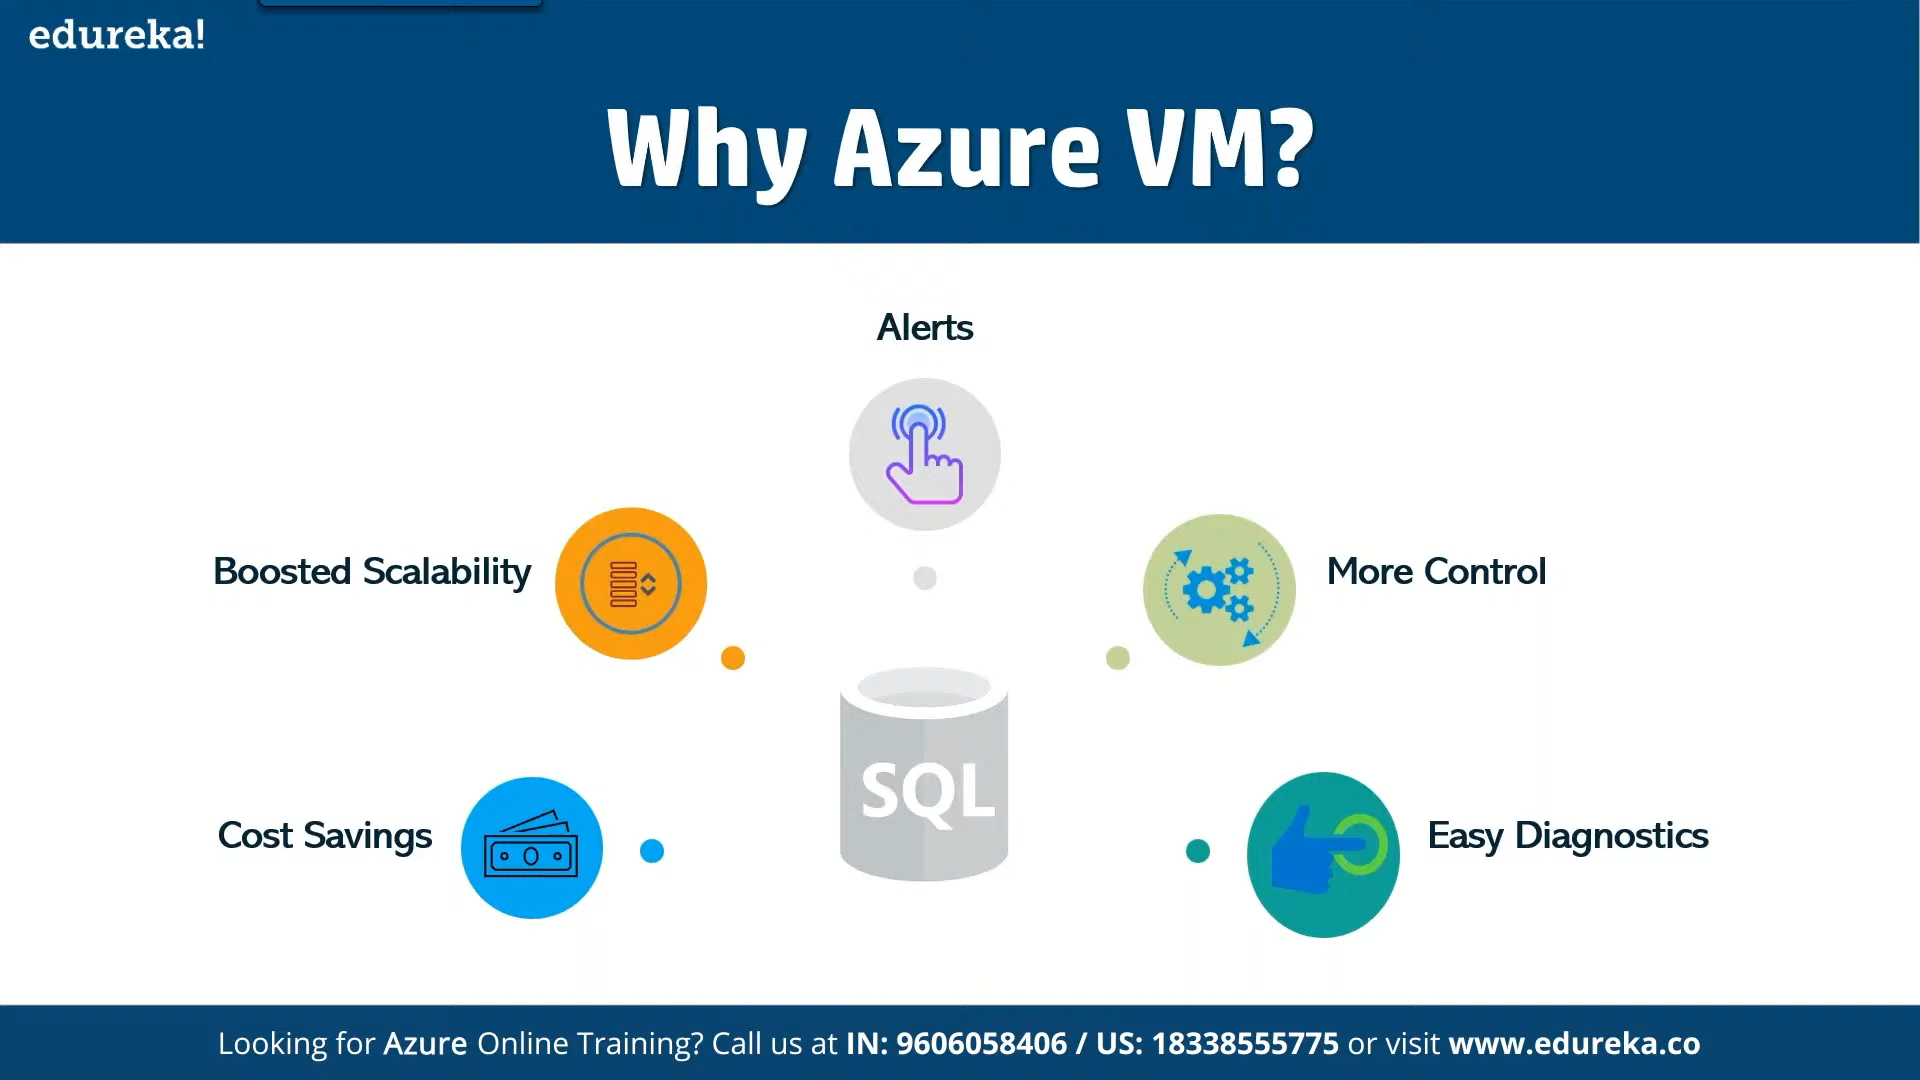 edureka!
Why Azure VM?
Alerts
Boosted Scalability
More Control
SQL
Cost Savings
Easy Diagnostics
Looking for Azure Online Training? Call us at IN: 9606058406 / US: 18338555775 or visit www.edureka.co